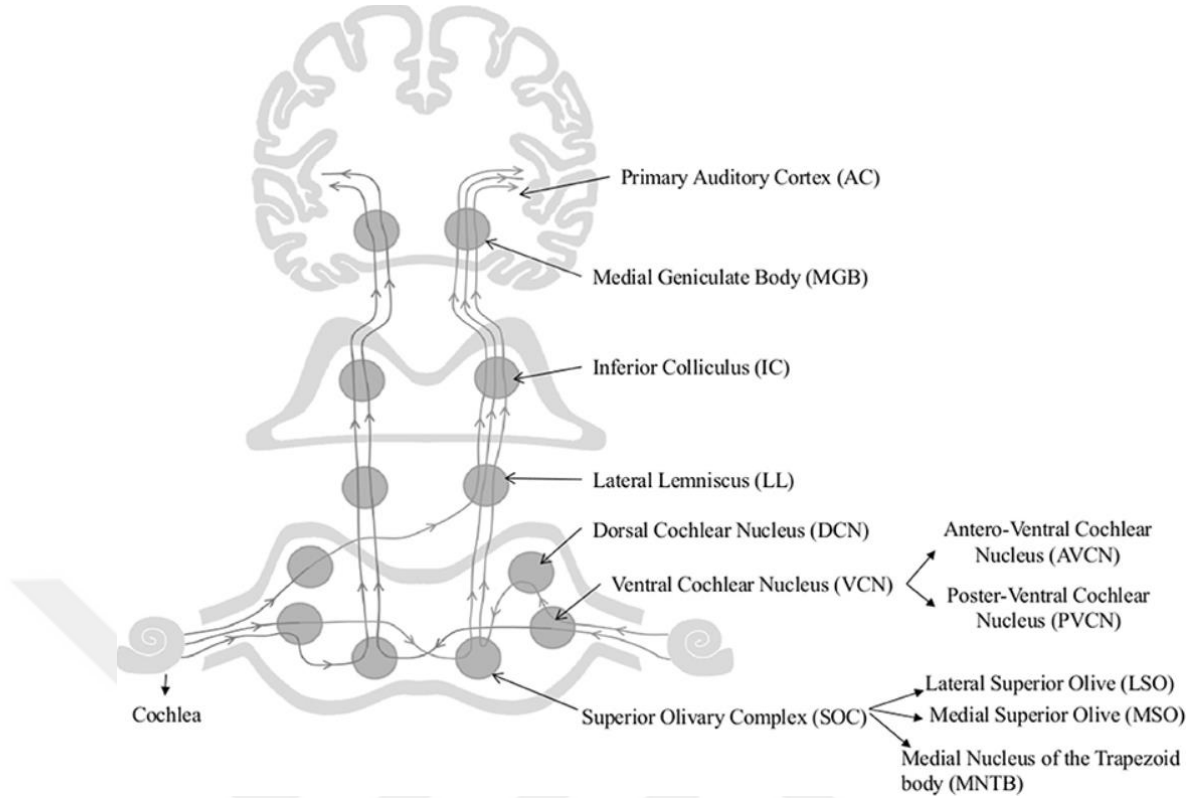 Primary Auditory Cortex (AC)
Medial Geniculate Body (MGB)
Inferior Colliculus (IC)
Lateral Lemniscus (LL)
Dorsal Cochlear Nucleus (DCN)
Ventral Cochlear Nucleus (VCN)
Antero-Ventral Cochlear
Nucleus (AVCN)
Poster-Ventral Cochlear
Nucleus (PVCN)
Cochlea
Superior Olivary Complex (SOC)
Lateral Superior Olive (LSO)
Medial Superior Olive (MSO)
Medial Nucleus of the Trapezoid
body (MNTB)